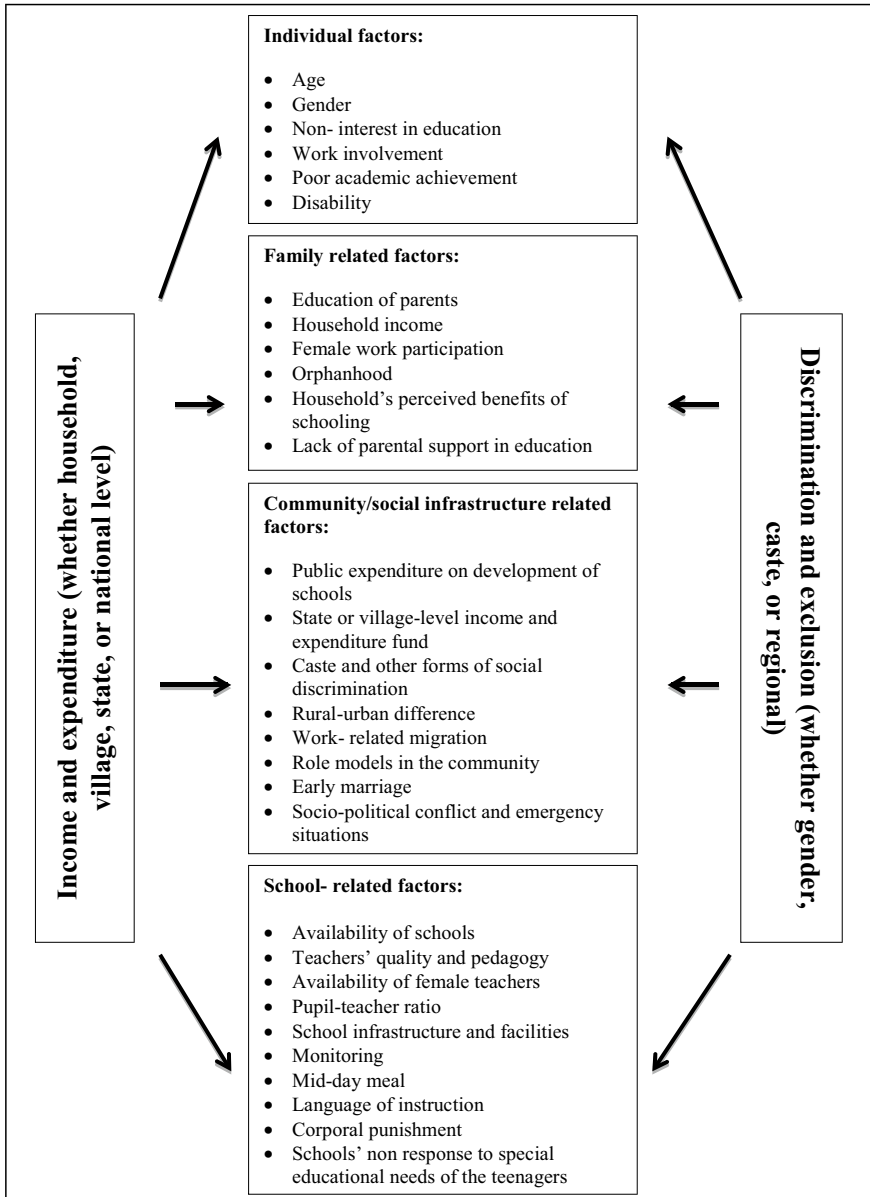 Individual factors:
• Age
• Gender
• Non- interest in education
• Work involvement
• Poor academic achievement
• Disability
Family related factors:
• Education of parents
• Household income
• Female work participation
• Orphanhood
• Household’s perceived benefits of
schooling
• Lack of parental support in education
Income and expenditure (whether household,
village, state, or national level)
Discrimination and exclusion (whether gender,
caste, or regional)
Community/social infrastructure related
factors:
• Public expenditure on development of
schools
• State or village-level income and
expenditure fund
• Caste and other forms of social
discrimination
• Rural-urban difference
• Work- related migration
• Role models in the community
• Early marriage
• Socio-political conflict and emergency
situations
School- related factors:
• Availability of schools
• Teachers’ quality and pedagogy
• Availability of female teachers
• Pupil-teacher ratio
• School infrastructure and facilities
• Monitoring
• Mid-day meal
• Language of instruction
• Corporal punishment
• Schools’ non response to special
educational needs of the teenagers